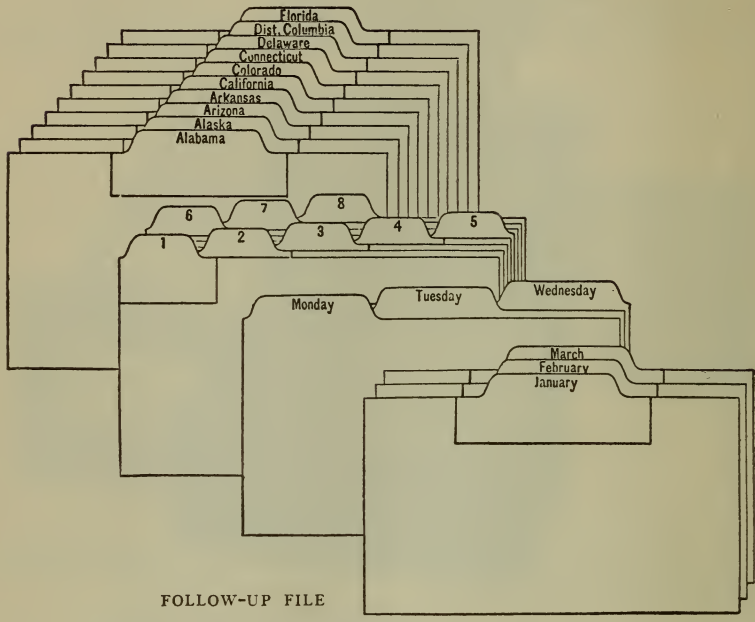 Florida
Dist. Columbia
Delaware
Connecticut
Colorado
California
Arkansas
Arizona
Alaska
Alabama
6 7 8
1 2 3 4 5
Monday Tuesday Wednesday
March
February
January
FOLLOW-UP FILE